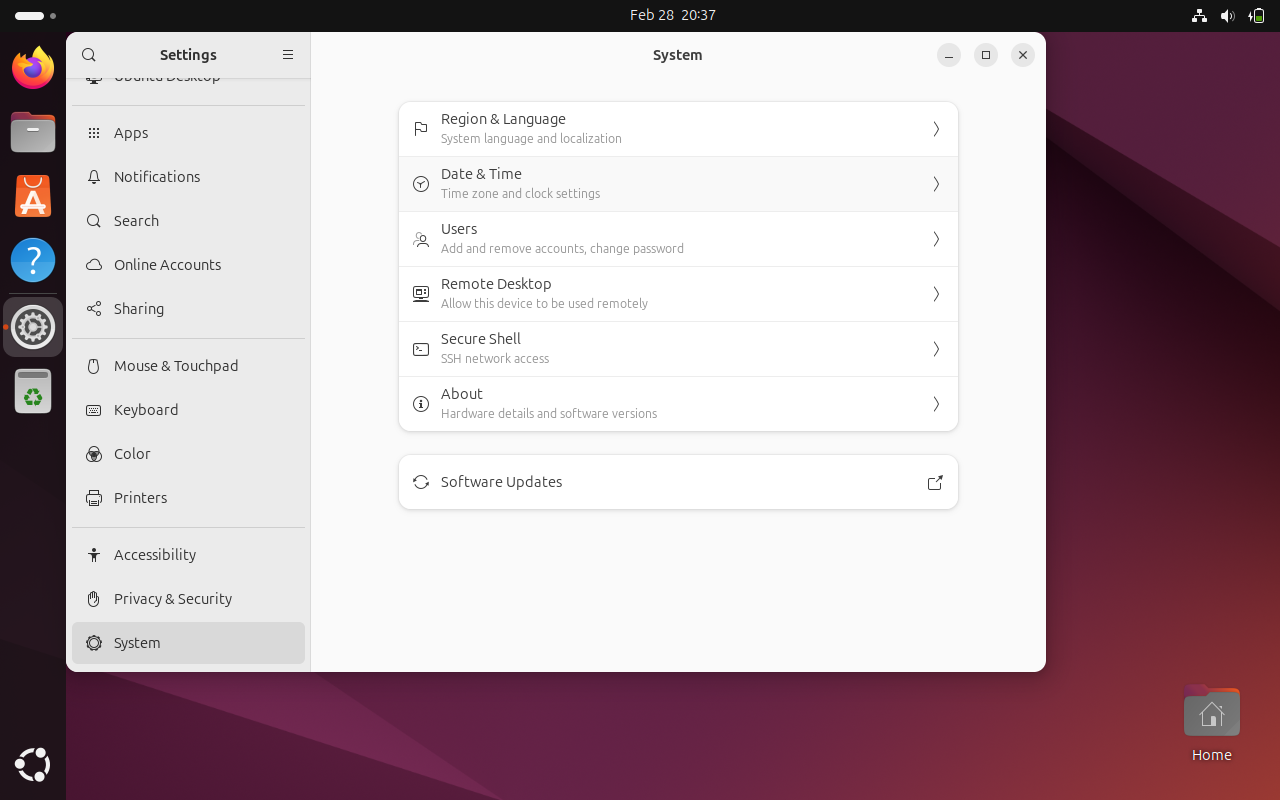 Feb 28 20:37
Settings
System
Ubuntu Desktop
Apps
Notifications
Search
Online Accounts
Sharing
Mouse & Touchpad
Keyboard
Color
Printers
Accessibility
Privacy & Security
System
Region & Language
System language and localization
Date & Time
Time zone and clock settings
Users
Add and remove accounts, change password
Remote Desktop
Allow this device to be used remotely
Secure Shell
SSH network access
About
Hardware details and software versions
Software Updates
Home